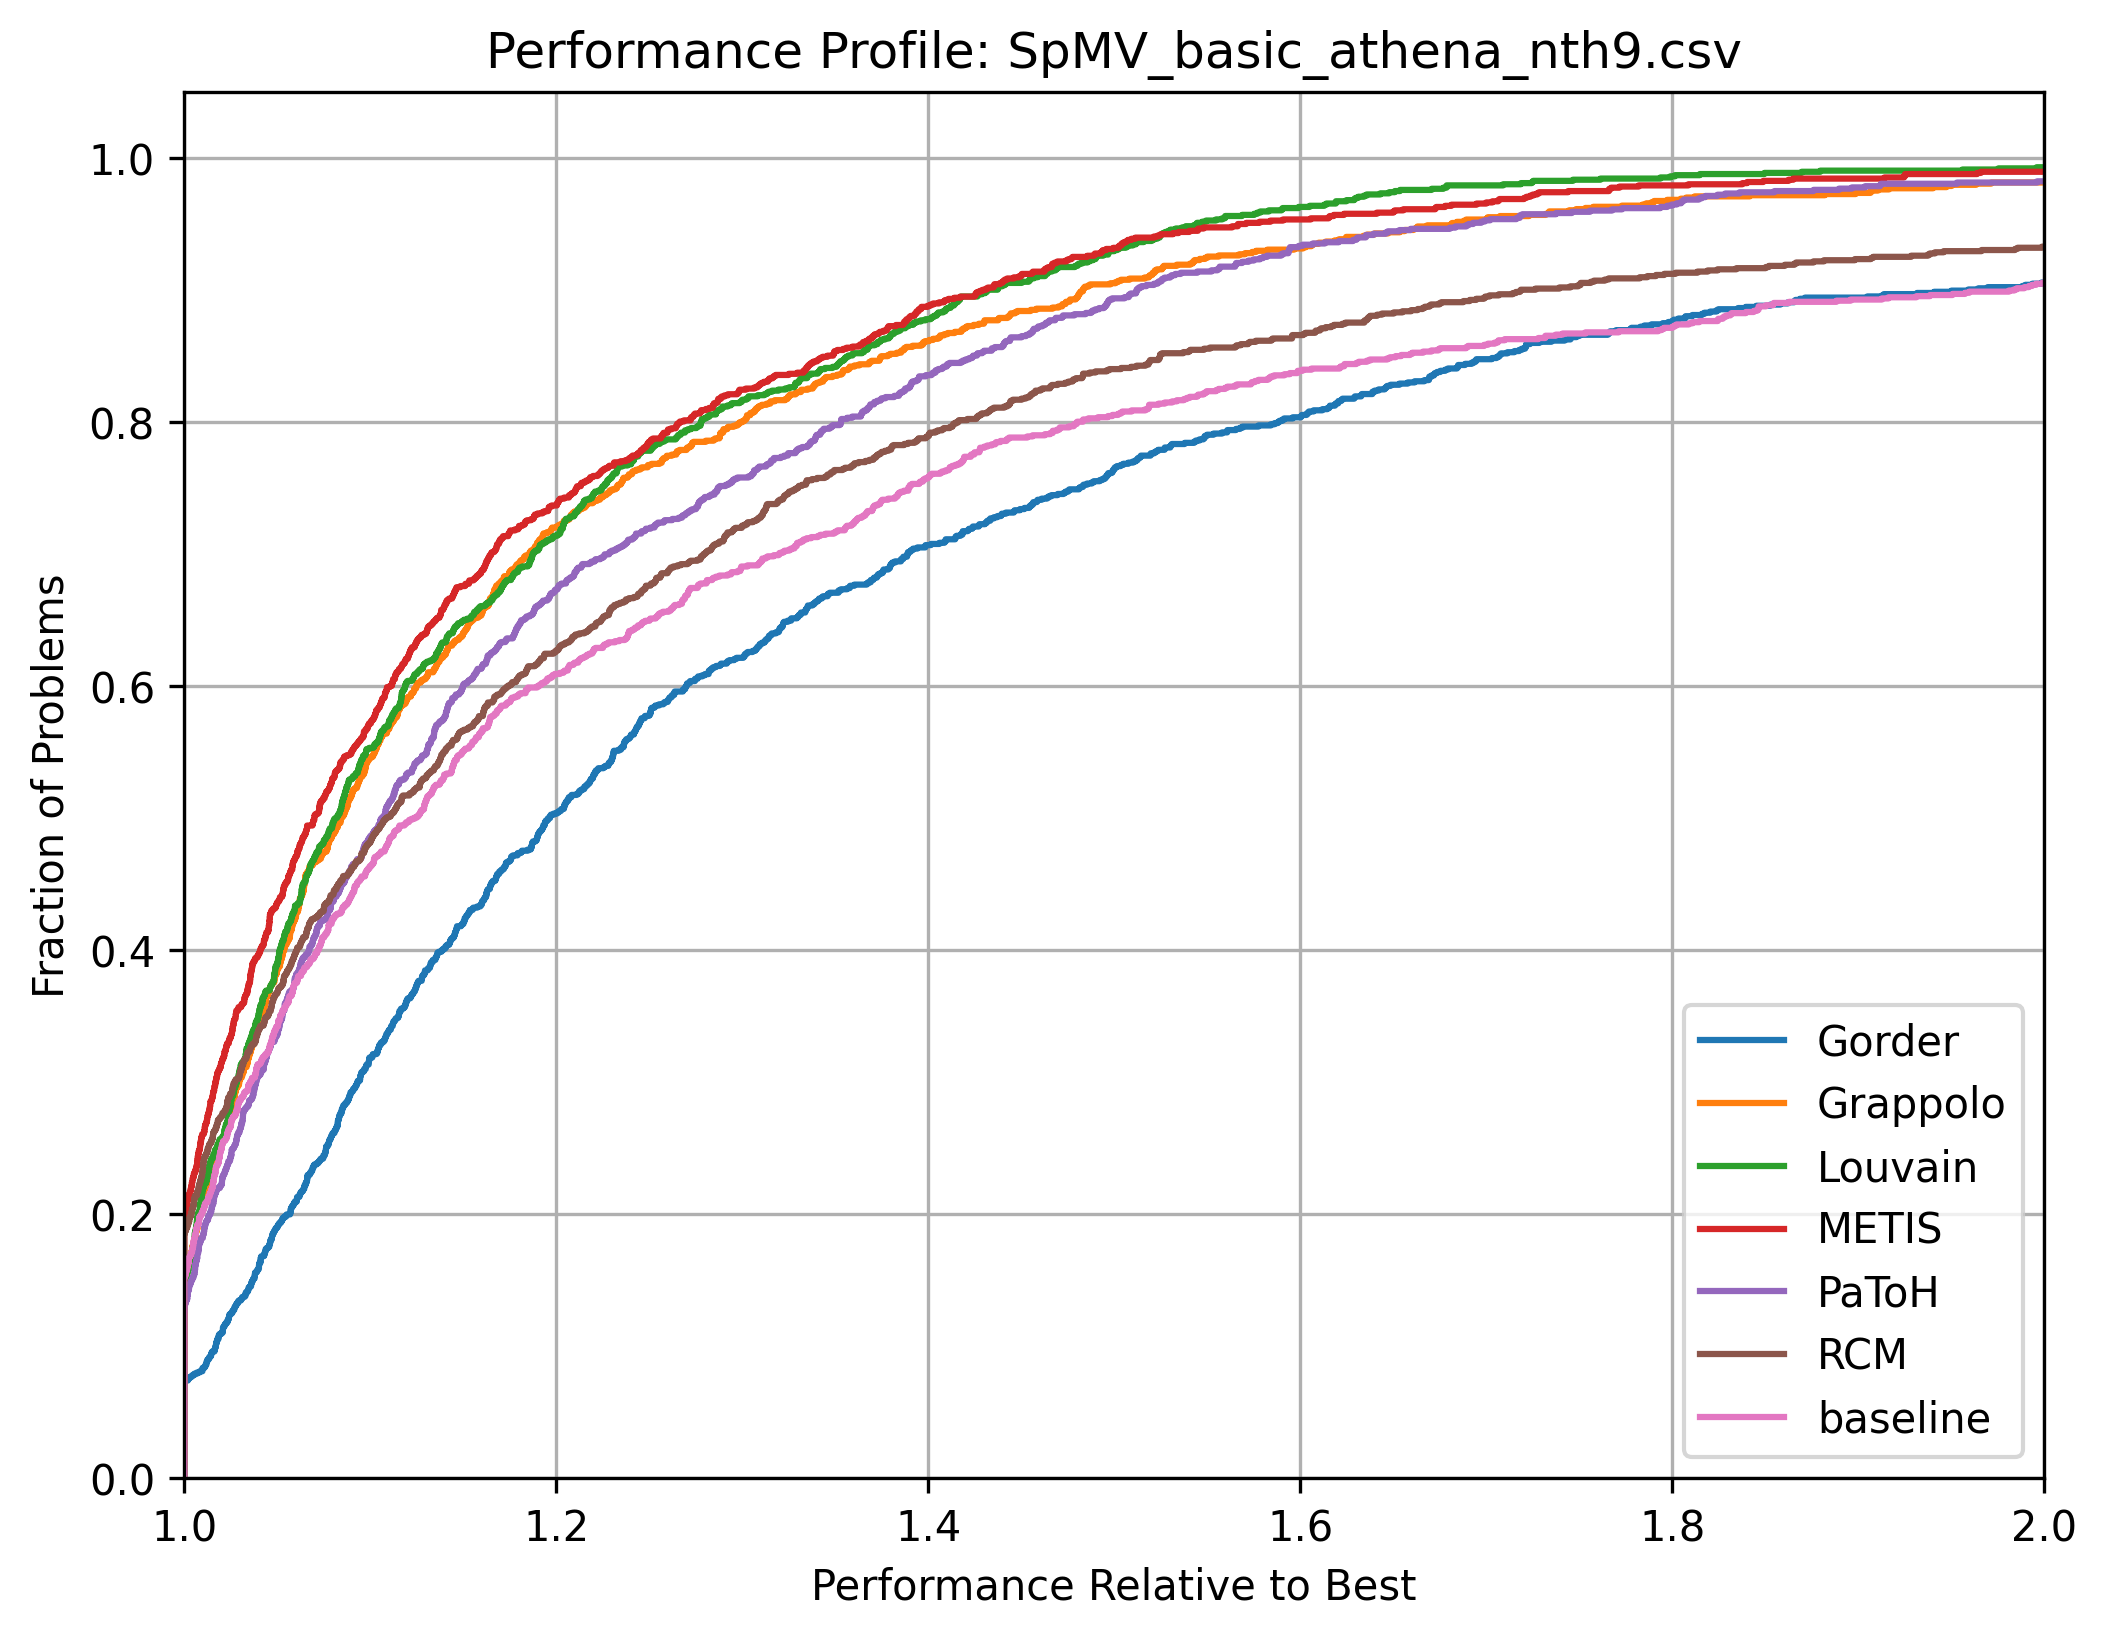 Performance Profile: SpMV_basic_athena_nth9.csv
1.0
0.8
0.6
0.4
0.2
0.0
Fraction of Problems
1.0 1.2 1.4 1.6 1.8 2.0
Performance Relative to Best
Gorder
Grappolo
Louvain
METIS
PaToH
RCM
baseline